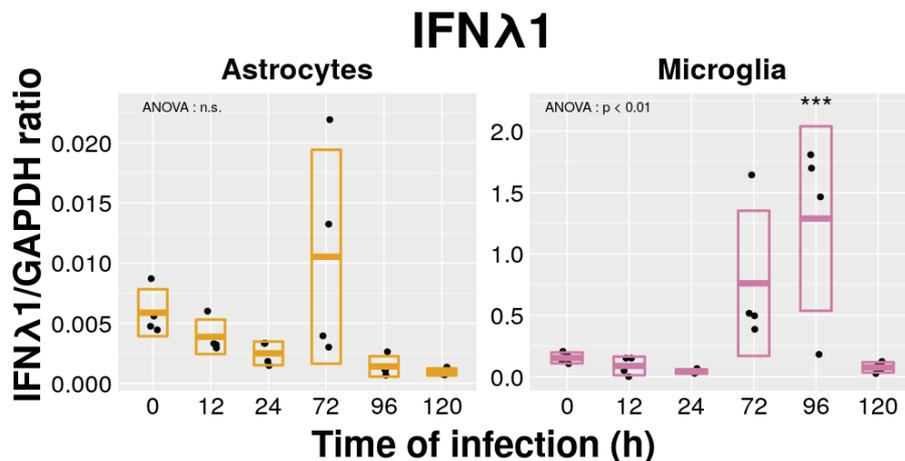 IFNλ1
Astrocytes
Microglia
IFNλ1/GAPDH ratio
ANOVA : n.s.
0.020
0.015
0.010
0.005
0.000
0 12 24 72 96 120
ANOVA : p < 0.01
***
2.0
1.5
1.0
0.5
0.0
0 12 24 72 96 120
Time of infection (h)